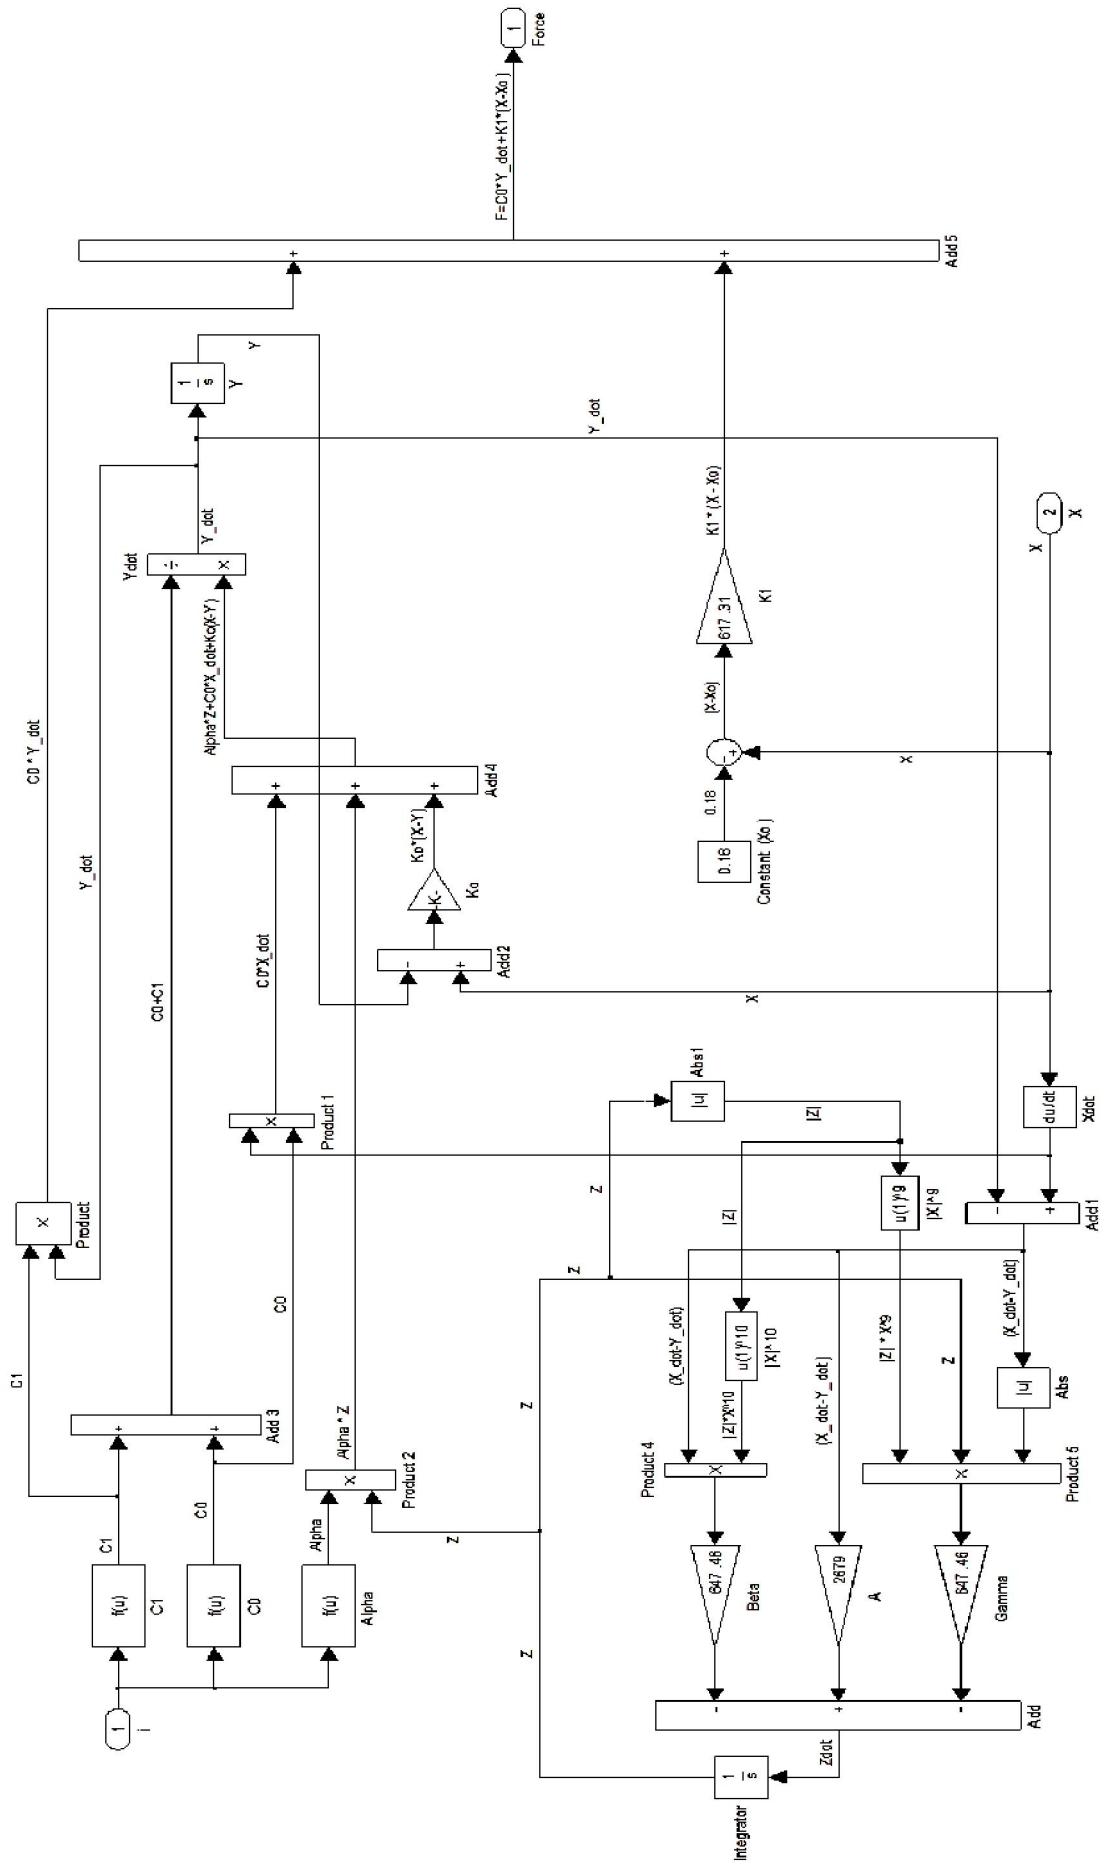 1
i
f(u)
C1
C1
C1
f(u)
C0
C0
C0
f(u)
Alpha
Alpha
+
+
Add 3
C0+C1
X
Product
C0 * Y_dot
Y_dot
X
Product 2
Alpha * Z
Z
X
Product 1
C0*X_dot
-
+
Add2
-K-
Ko
Ko*(X-Y)
+
+
+
Add4
Alpha*Z+C0*X_dot+Ko(X-Y)
Ydot
÷
X
Y_dot
1
s
Y
Y
Y_dot
+
+
Add5
F=C0*Y_dot+K1*(X-Xo)
1
Force
0.18
Constant (Xo)
0.18
-
+
(X-Xo)
617.31
K1
K1 * (X - Xo)
X
X
2
X
X
du/dt
Xdot
-
+
Add1
(X_dot-Y_dot)
(X_dot-Y_dot)
(X_dot-Y_dot)
|u|
Abs
|u|
Abs1
|Z|
|Z|
Z
Z
Z
Z
Z
u(1)^9
|X|^9
|Z| * X^9
u(1)^10
|X|^10
|Z|*X^10
Product 4
X
X
Product 5
647.46
Beta
2679
A
647.46
Gamma
-
+
-
Add
Zdot
1
s
Integrator